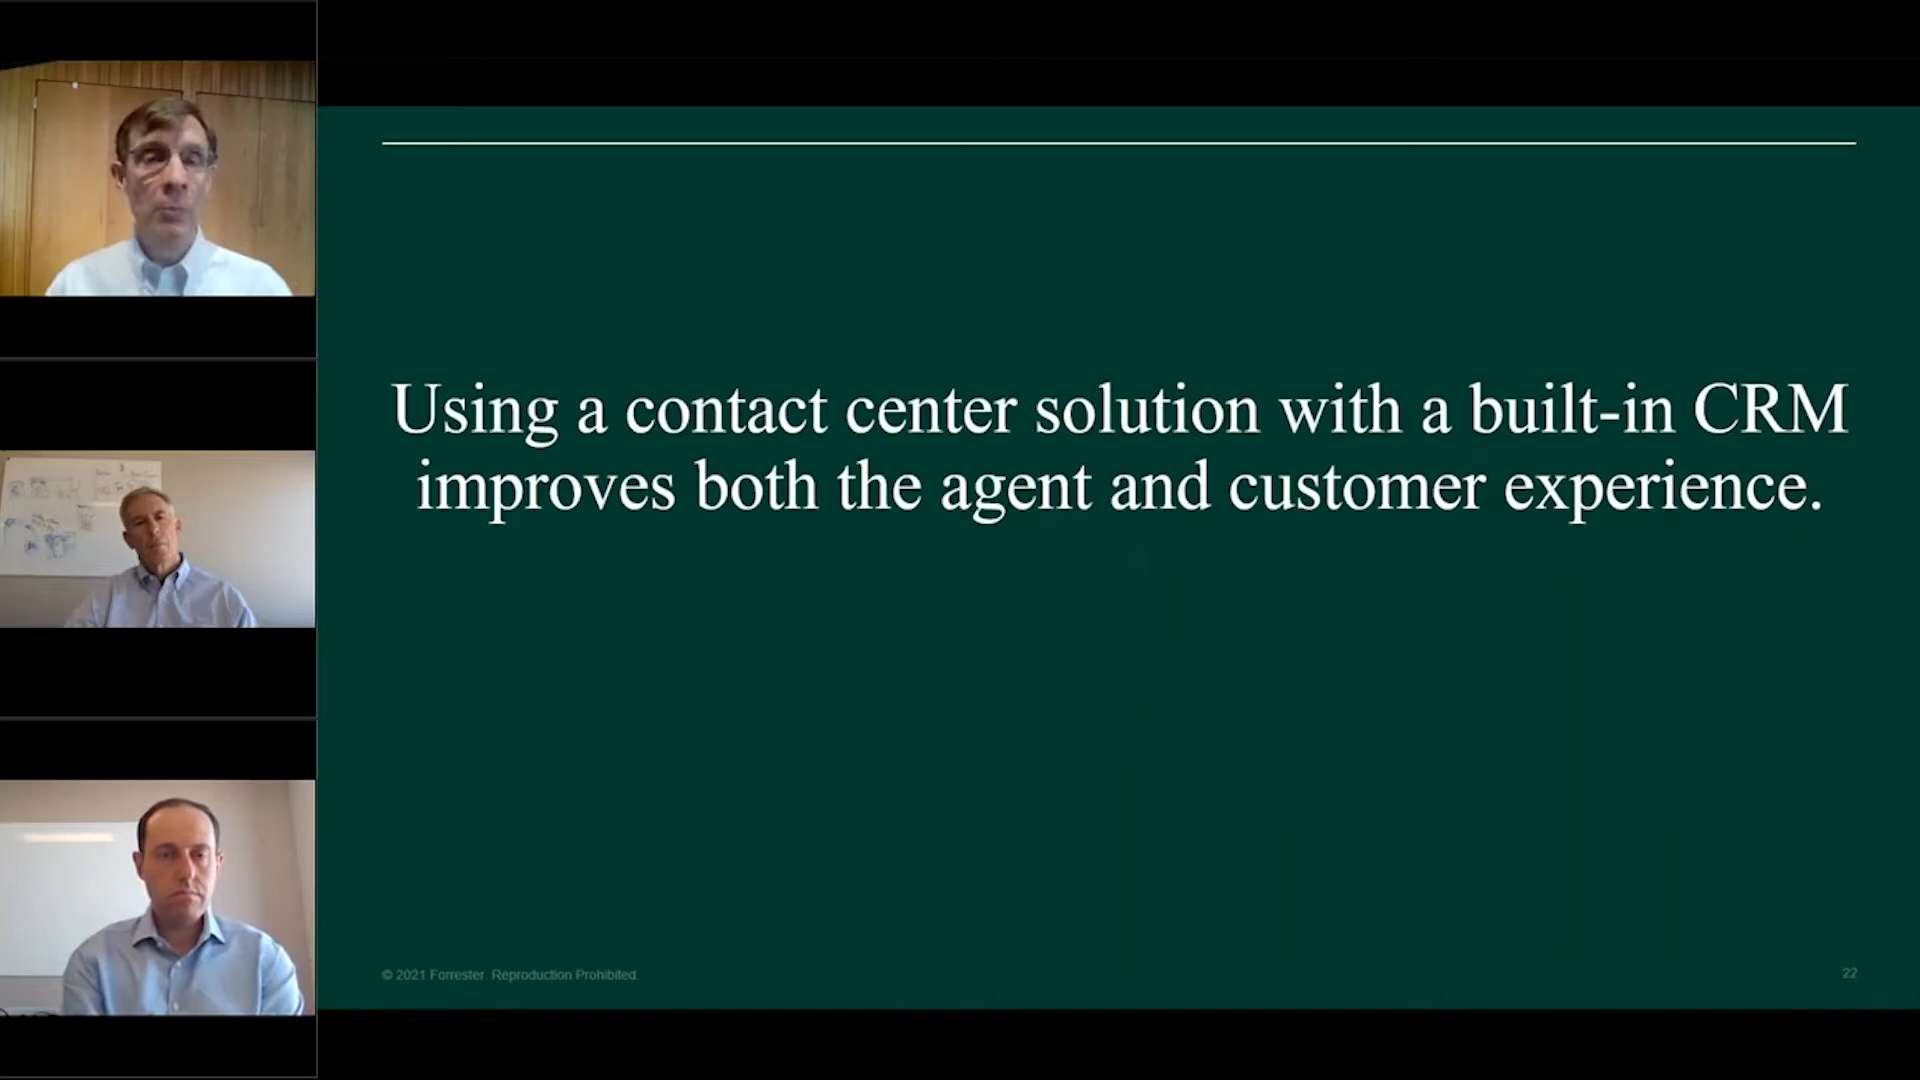 Using a contact center solution with a built-in CRM
improves both the agent and customer experience.
© 2021 Forrester. Reproduction Prohibited.
22